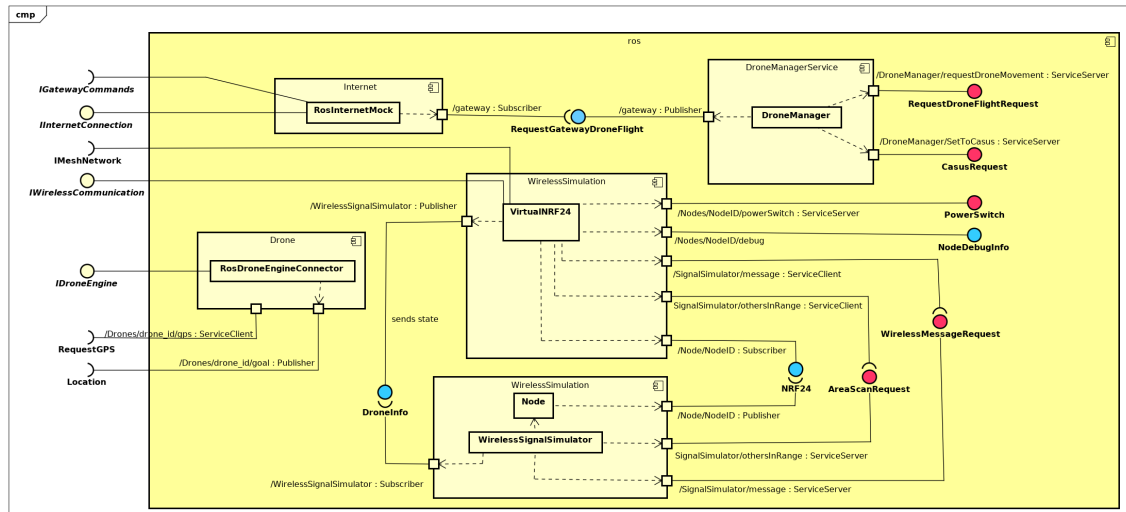 cmp
ros
Internet
RosInternetMock
/gateway : Subscriber
RequestGatewayDroneFlight
/gateway : Publisher
DroneManagerService
DroneManager
/DroneManager/requestDroneMovement : ServiceServer
RequestDroneFlightRequest
/DroneManager/SetToCasus : ServiceServer
CasusRequest
IGatewayCommands
IInternetConnection
IMeshNetwork
IWirelessCommunication
WirelessSimulation
VirtualNRF24
/WirelessSignalSimulator : Publisher
/Nodes/NodeID/powerSwitch : ServiceServer
PowerSwitch
/Nodes/NodeID/debug
NodeDebugInfo
/SignalSimulator/message : ServiceClient
SignalSimulator/othersInRange : ServiceClient
/Node/NodeID : Subscriber
Drone
RosDroneEngineConnector
IDroneEngine
/Drones/drone_id/gps : ServiceClient
RequestGPS
/Drones/drone_id/goal : Publisher
Location
sends state
DroneInfo
WirelessMessageRequest
NRF24
AreaScanRequest
WirelessSimulation
Node
WirelessSignalSimulator
/Node/NodeID : Publisher
SignalSimulator/othersInRange : ServiceServer
/SignalSimulator/message : ServiceServer
/WirelessSignalSimulator : Subscriber